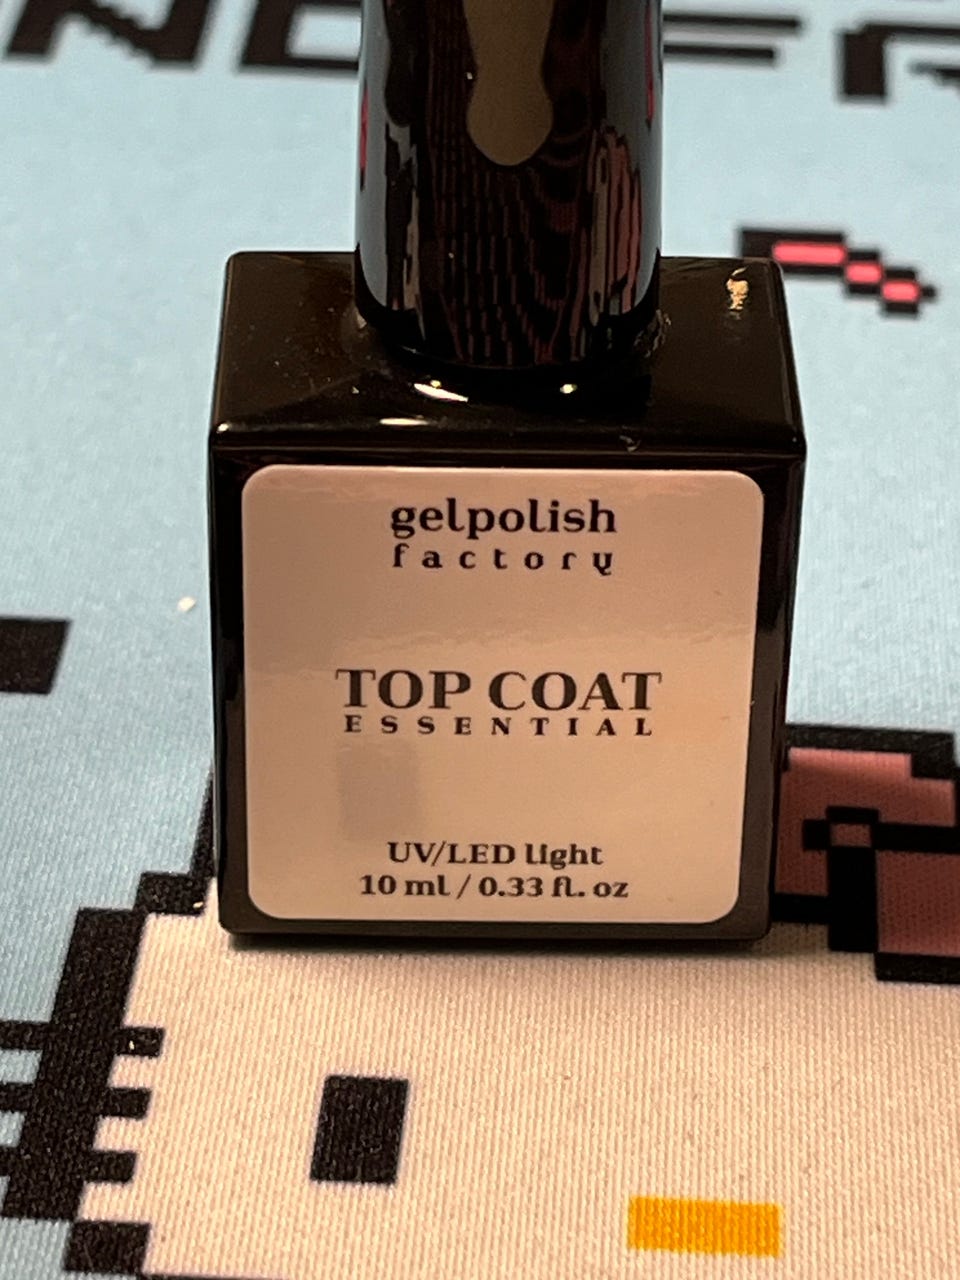 gelpolish
factory
TOP COAT
ESSENTIAL
UV/LED light
10 ml / 0.33 fl. oz